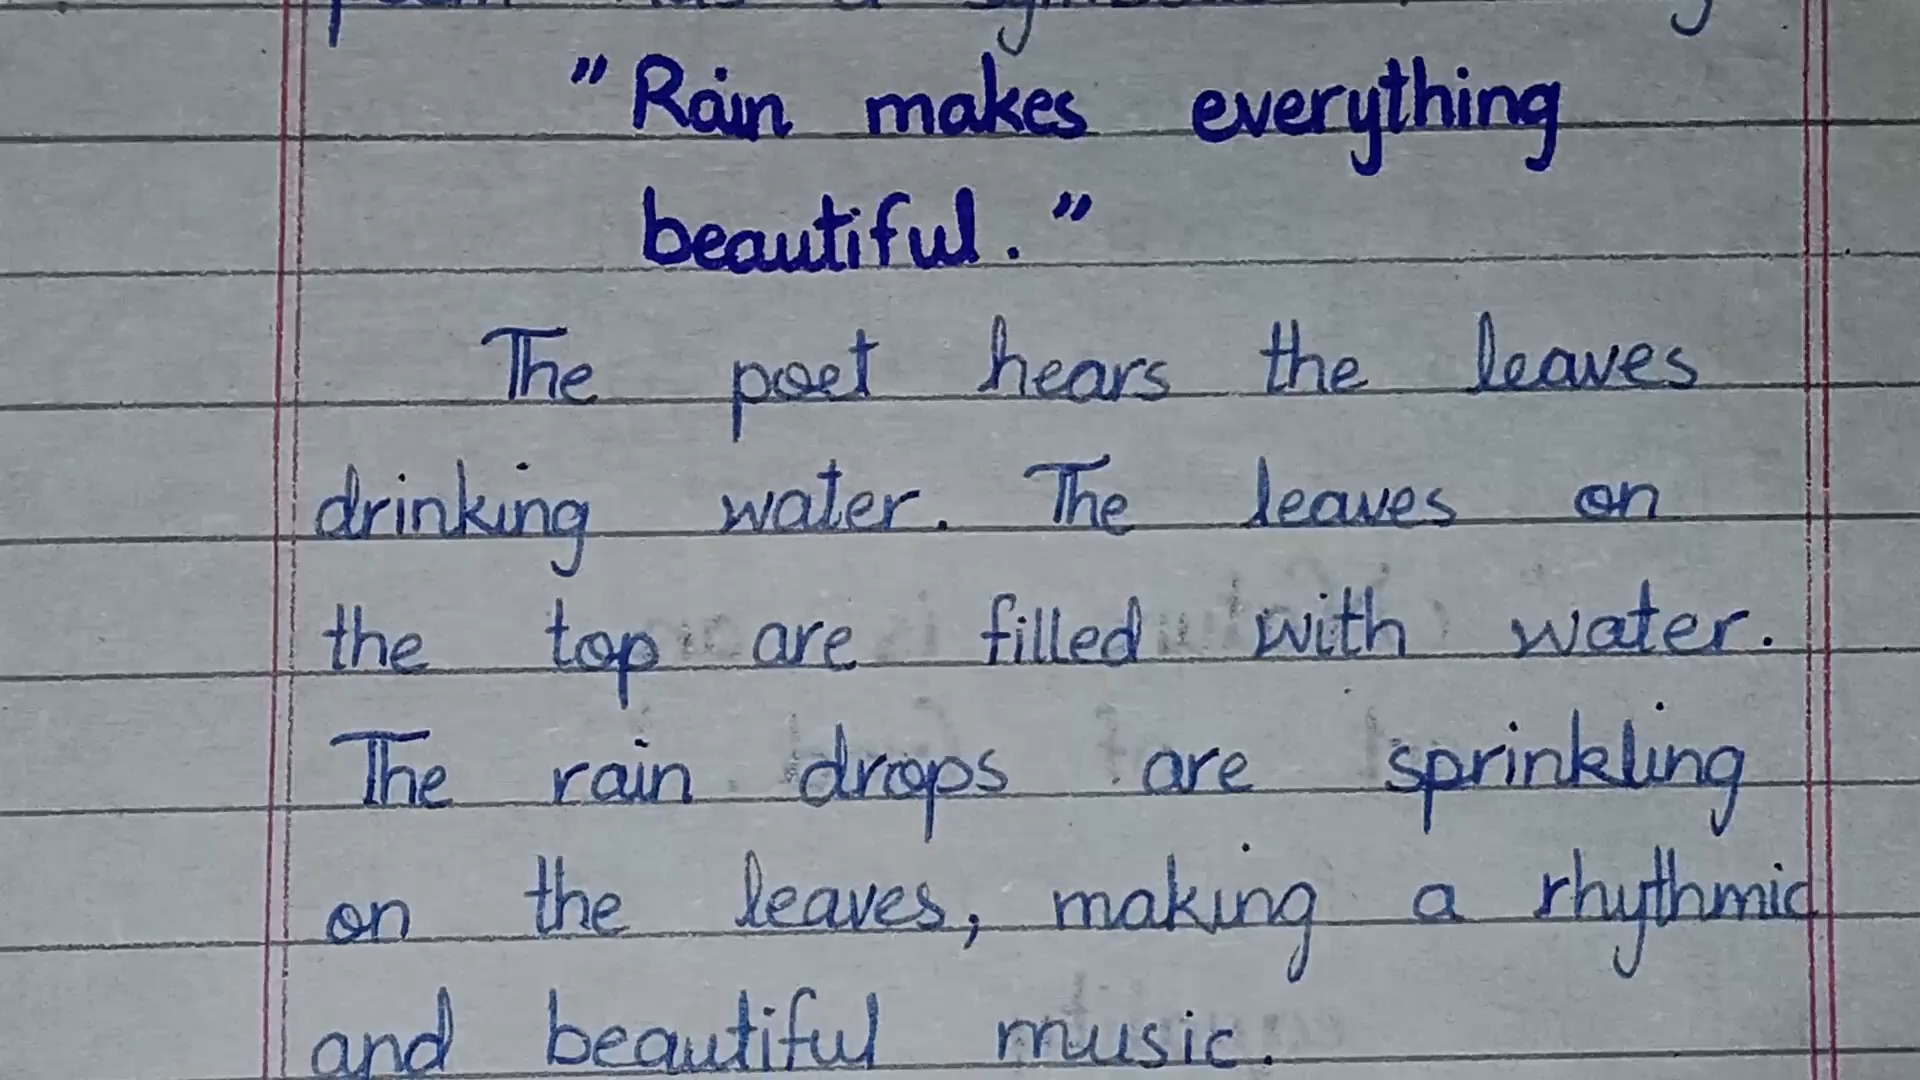 "Rain makes everything
beautiful."
The poet hears the leaves
drinking water. The leaves on
the top are filled with water.
The rain drops are sprinkling
on the leaves, making a rhythmic
and beautiful music.